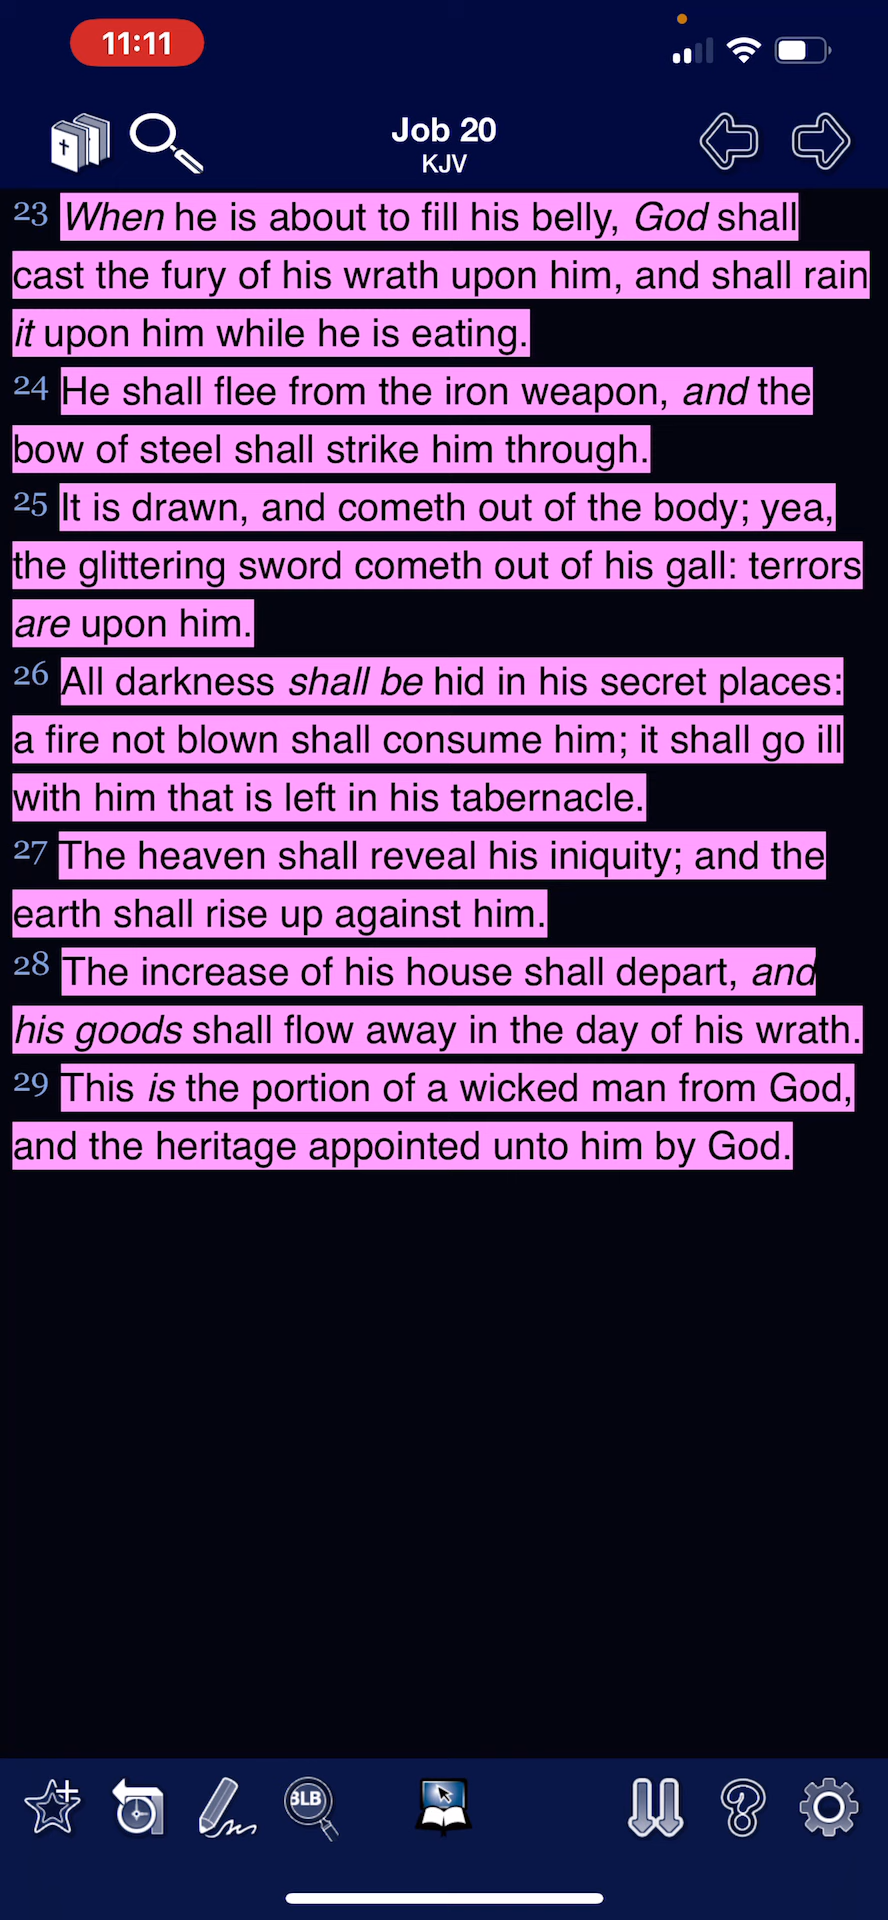 11:11
Job 20
KJV
23 When he is about to fill his belly, God shall
cast the fury of his wrath upon him, and shall rain
it upon him while he is eating.
24 He shall flee from the iron weapon, and the
bow of steel shall strike him through.
25 It is drawn, and cometh out of the body; yea,
the glittering sword cometh out of his gall: terrors
are upon him.
26 All darkness shall be hid in his secret places:
a fire not blown shall consume him; it shall go ill
with him that is left in his tabernacle.
27 The heaven shall reveal his iniquity; and the
earth shall rise up against him.
28 The increase of his house shall depart, and
his goods shall flow away in the day of his wrath.
29 This is the portion of a wicked man from God,
and the heritage appointed unto him by God.
BLB